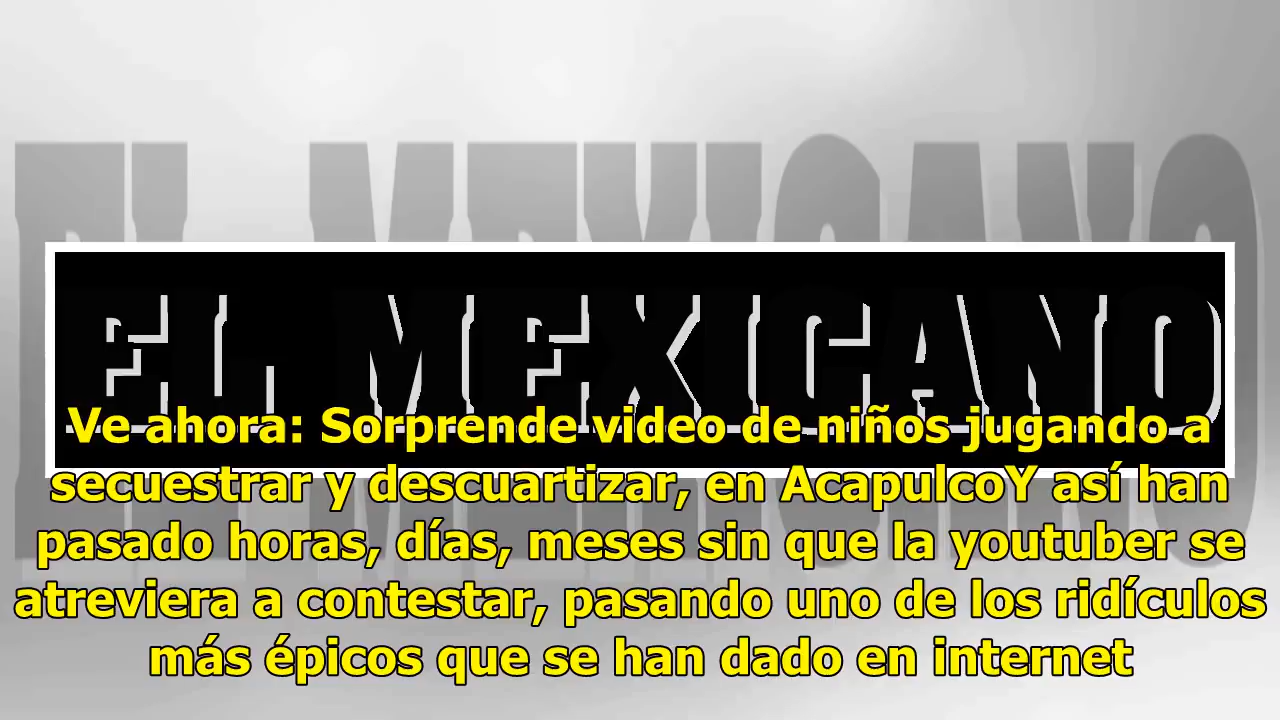 EL MEXICANO
EL MEXICANO
Ve ahora: Sorprende video de niños jugando a
secuestrar y descuartizar, en AcapulcoY así han
pasado horas, días, meses sin que la youtuber se
atreviera a contestar, pasando uno de los ridículos
más épicos que se han dado en internet